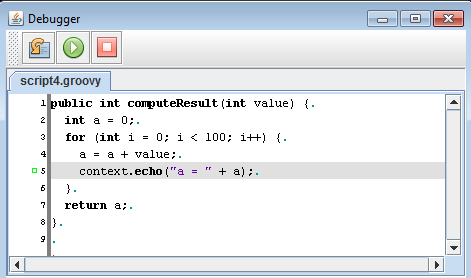 Debugger
script4.groovy
1 public int computeResult(int value) {.
2 int a = 0;.
3 for (int i = 0; i < 100; i++) {.
4 a = a + value;.
5 context.echo("a = " + a);.
6 }.
7 return a;.
8 }.
9 .